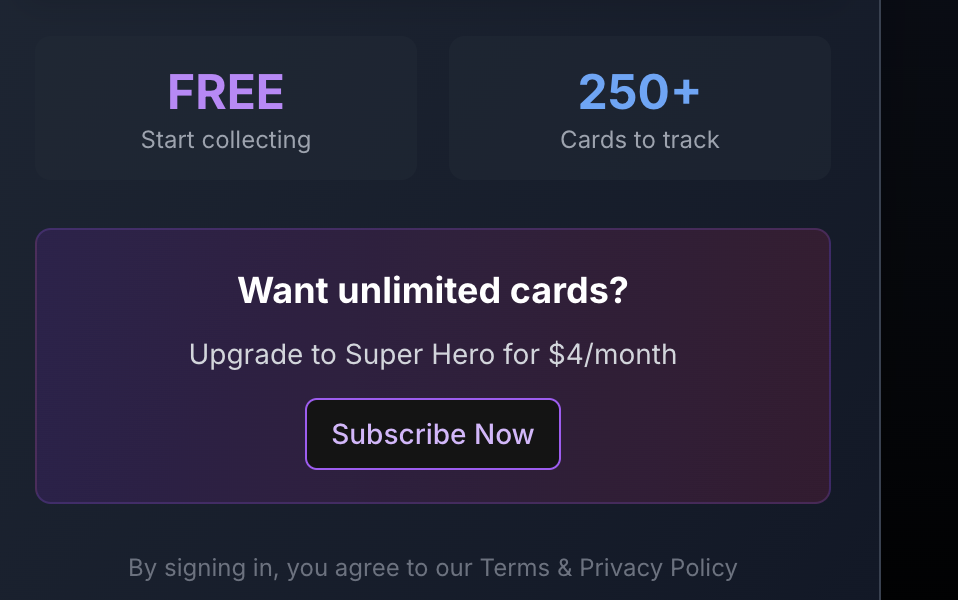 FREE
Start collecting
250+
Cards to track
Want unlimited cards?
Upgrade to Super Hero for $4/month
Subscribe Now
By signing in, you agree to our Terms & Privacy Policy